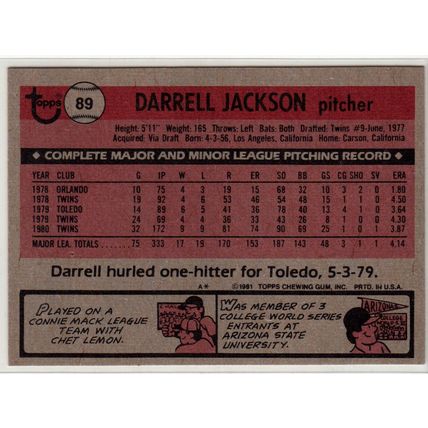 topps
89
DARRELL JACKSON pitcher
Height: 5'11" Weight: 165 Throws: Left Bats: Both Drafted: Twins #9-June, 1977
Acquired: Via Draft Born: 4-3-56, Los Angeles, California Home: Carson, California
COMPLETE MAJOR AND MINOR LEAGUE PITCHING RECORD
YEAR CLUB G IP W L R ER SO BB GS CG SHO SV ERA
1978 ORLANDO 10 75 4 3 19 15 68 32 10 3 1 0 1.80
1978 TWINS 19 92 4 6 53 46 54 48 15 1 1 0 4.50
1979 TOLEDO 14 89 6 5 41 36 76 53 13 4 1 0 3.64
1979 TWINS 24 69 4 4 38 33 43 26 8 1 0 0 4.30
1980 TWINS 32 172 9 9 79 74 90 69 25 1 0 1 3.87
MAJOR LEA. TOTALS 75 333 17 19 170 153 187 143 48 3 1 1 4.14
Darrell hurled one-hitter for Toledo, 5-3-79.
A* ©1981 TOPPS CHEWING GUM, INC. PRTD. IN U.S.A.
PLAYED ON A
CONNIE MACK LEAGUE
TEAM WITH
CHET LEMON.
WAS MEMBER OF 3
COLLEGE WORLD SERIES
ENTRANTS AT
ARIZONA STATE
UNIVERSITY.
ARIZONA